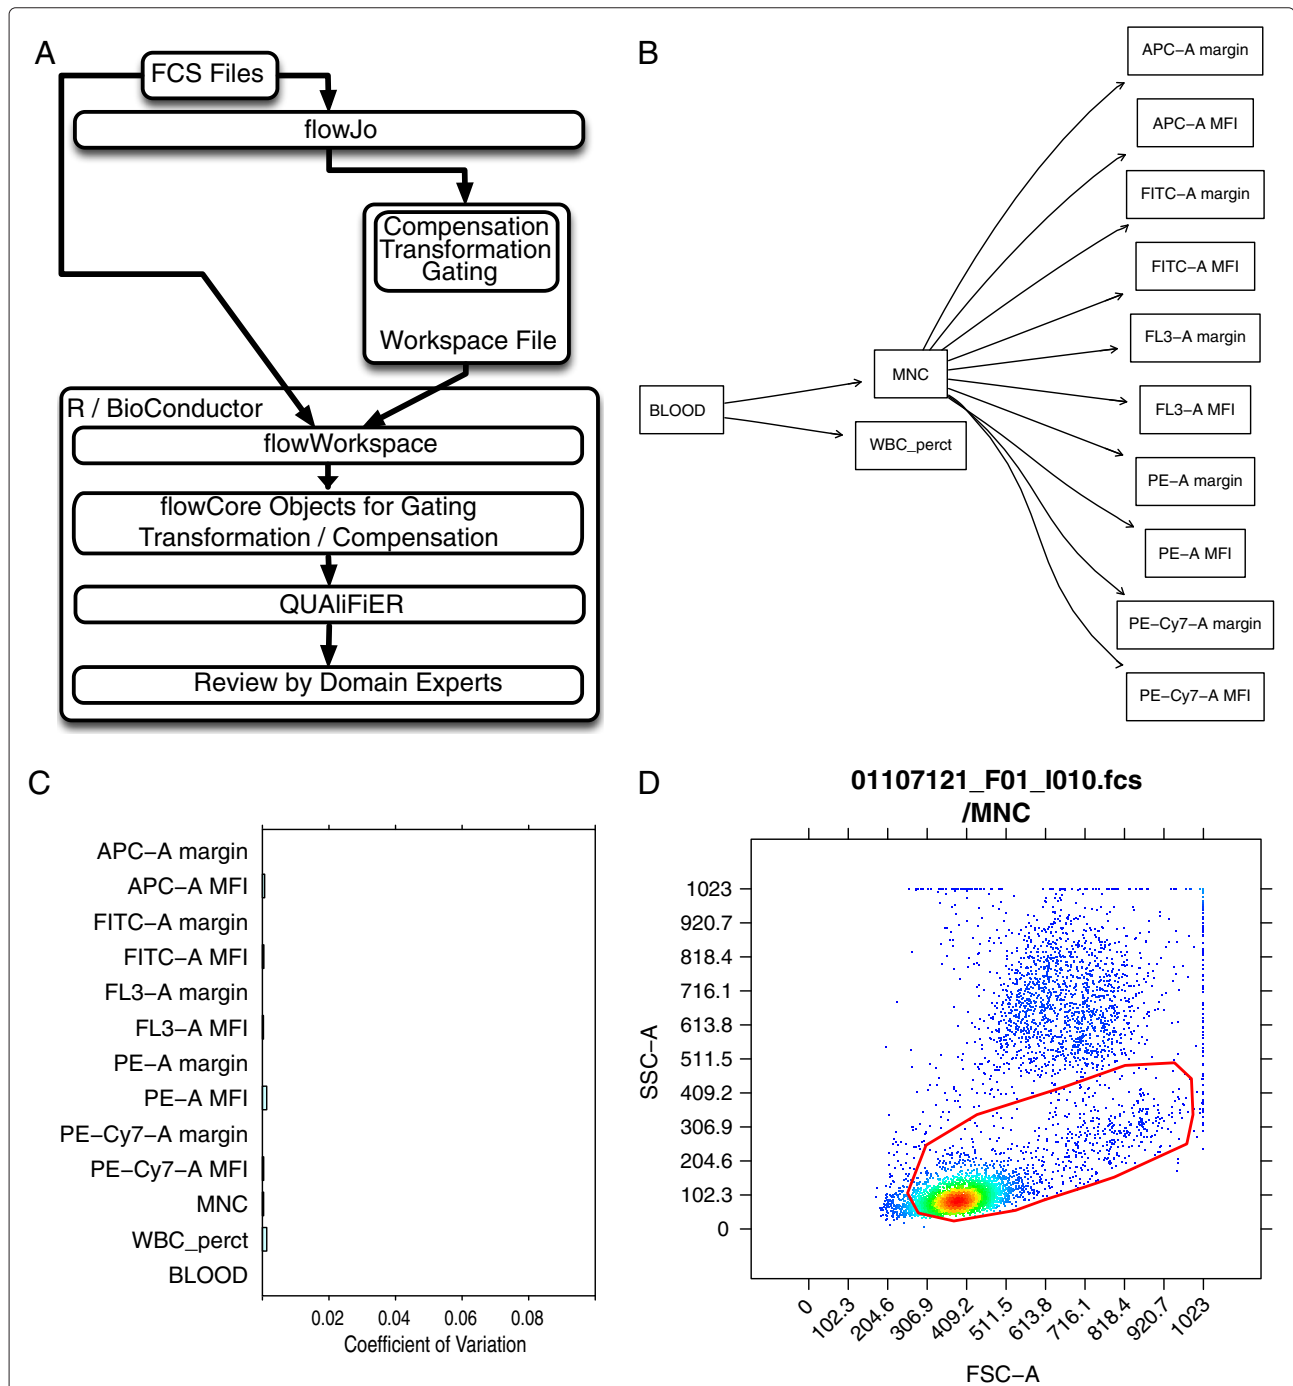 A
FCS Files
flowJo
Compensation
Transformation
Gating
Workspace File
R / BioConductor
flowWorkspace
flowCore Objects for Gating
Transformation / Compensation
QUAliFiER
Review by Domain Experts
B
BLOOD
MNC
WBC_perct
APC-A margin
APC-A MFI
FITC-A margin
FITC-A MFI
FL3-A margin
FL3-A MFI
PE-A margin
PE-A MFI
PE-Cy7-A margin
PE-Cy7-A MFI
C
APC-A margin
APC-A MFI
FITC-A margin
FITC-A MFI
FL3-A margin
FL3-A MFI
PE-A margin
PE-A MFI
PE-Cy7-A margin
PE-Cy7-A MFI
MNC
WBC_perct
BLOOD
0.02 0.04 0.06 0.08
Coefficient of Variation
D
01107121_F01_I010.fcs
/MNC
SSC-A
1023
920.7
818.4
716.1
613.8
511.5
409.2
306.9
204.6
102.3
0
0 102.3 204.6 306.9 409.2 511.5 613.8 716.1 818.4 920.7 1023
FSC-A